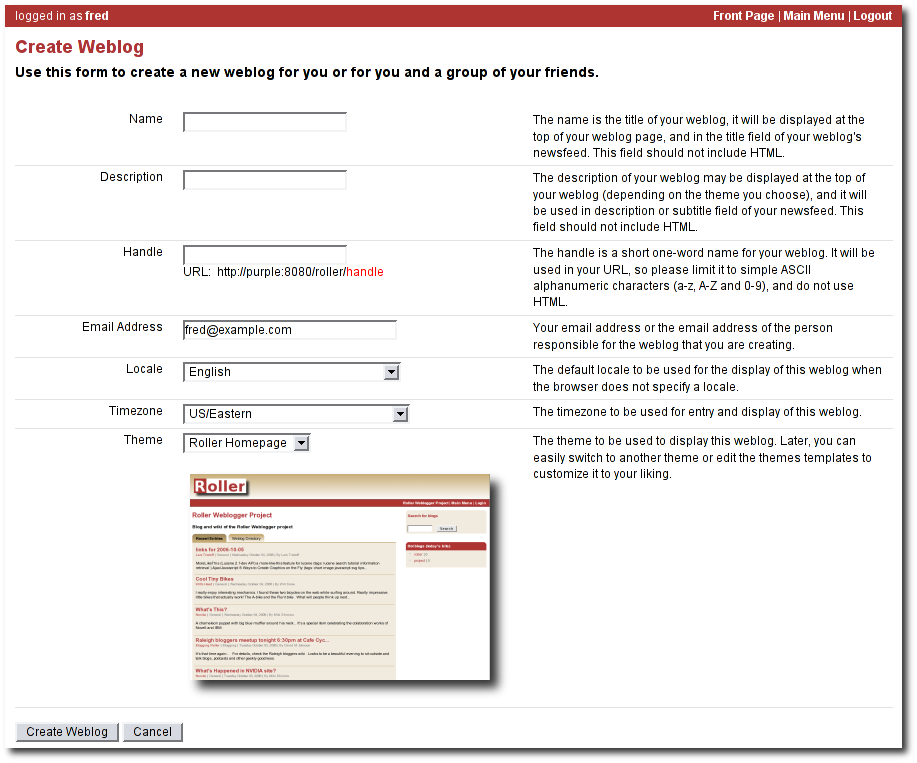 logged in as fred
Front Page | Main Menu | Logout
Create Weblog
Use this form to create a new weblog for you or for you and a group of your friends.
Name
The name is the title of your weblog, it will be displayed at the
top of your weblog page, and in the title field of your weblog's
newsfeed. This field should not include HTML.
Description
The description of your weblog may be displayed at the top of
your weblog (depending on the theme you choose), and it will
be used in description or subtitle field of your newsfeed. This
field should not include HTML.
Handle
URL: http://purple:8080/roller/handle
The handle is a short one-word name for your weblog. It will be
used in your URL, so please limit it to simple ASCII
alphanumeric characters (a-z, A-Z and 0-9), and do not use
HTML.
Email Address
fred@example.com
Your email address or the email address of the person
responsible for the weblog that you are creating.
Locale
English
The default locale to be used for the display of this weblog when
the browser does not specify a locale.
Timezone
US/Eastern
The timezone to be used for entry and display of this weblog.
Theme
Roller Homepage
The theme to be used to display this weblog. Later, you can
easily switch to another theme or edit the themes templates to
customize it to your liking.
Roller
Roller Weblogger Project | Main Menu | Login
Roller Weblogger Project
Blog and wiki of the Roller Weblogger project
Search for blogs
Search
Recent Entries
Weblog Directory
links for 2006-10-05
Cool Tiny Bikes
What's This?
Raleigh bloggers meetup tonight 6:30pm at Cafe Cyc...
What's Happened in NVIDIA site?
Create Weblog
Cancel